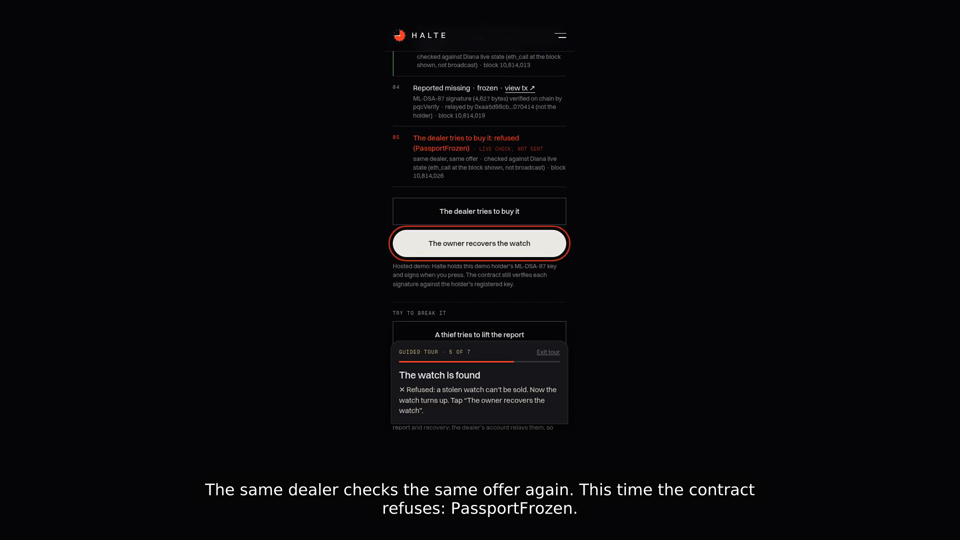 HALTE
checked against Diana live state (eth_call at the block
shown, not broadcast) · block 10,814,013
04
Reported missing · frozen · view tx ↗
ML-DSA-87 signature (4,627 bytes) verified on chain by
pqcVerify · relayed by 0xaa5d98cb…070414 (not the
holder) · block 10,814,019
05
The dealer tries to buy it: refused
(PassportFrozen) · LIVE CHECK, NOT SENT
same dealer, same offer · checked against Diana live
state (eth_call at the block shown, not broadcast) · block
10,814,026
The dealer tries to buy it
The owner recovers the watch
Hosted demo: Halte holds this demo holder's ML-DSA-87 key
and signs when you press. The contract still verifies each
signature against the holder's registered key.
TRY TO BREAK IT
A thief tries to lift the report
GUIDED TOUR · 5 OF 7
Exit tour
The watch is found
✕ Refused: a stolen watch can't be sold. Now the
watch turns up. Tap “The owner recovers the
watch”.
report and recovery; the dealer's account relays them, so
The same dealer checks the same offer again. This time the contract
refuses: PassportFrozen.